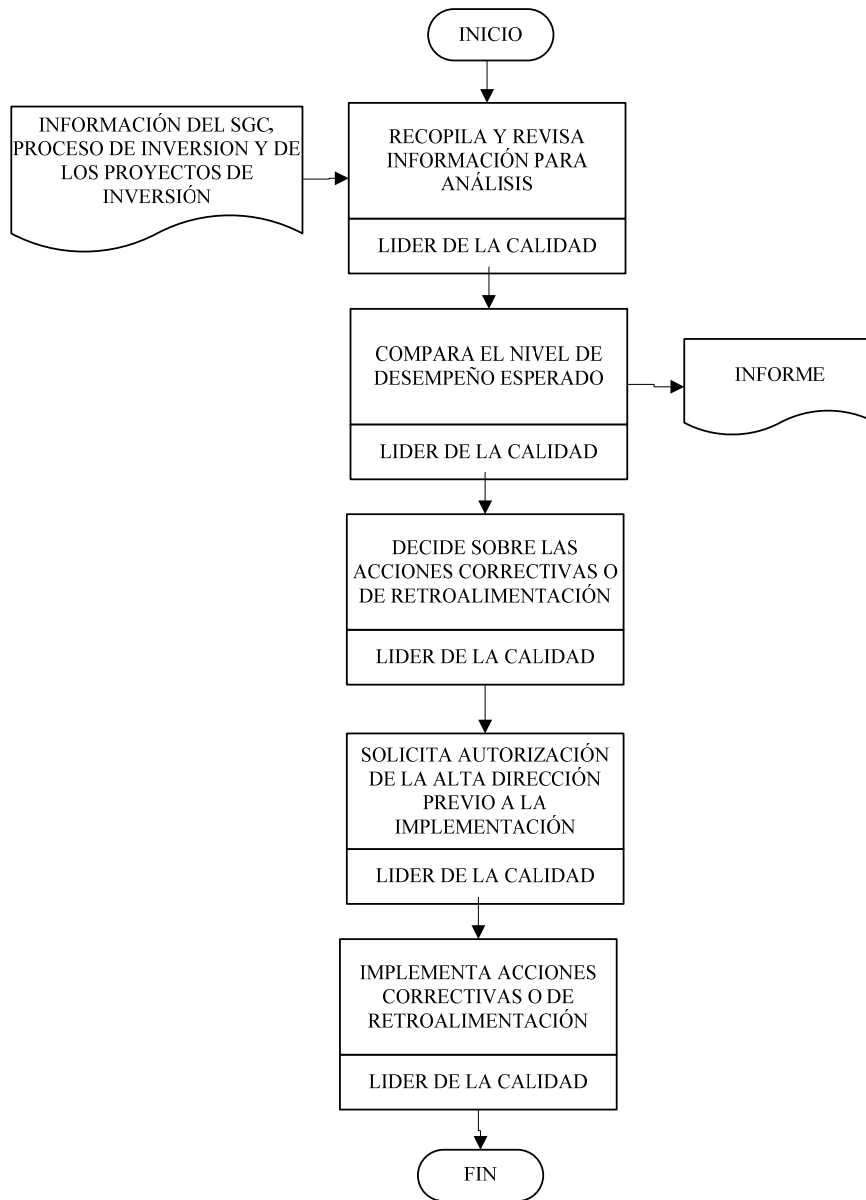 INICIO
INFORMACIÓN DEL SGC,
PROCESO DE INVERSION Y DE
LOS PROYECTOS DE
INVERSIÓN
RECOPILA Y REVISA
INFORMACIÓN PARA
ANÁLISIS
LIDER DE LA CALIDAD
COMPARA EL NIVEL DE
DESEMPEÑO ESPERADO
LIDER DE LA CALIDAD
INFORME
DECIDE SOBRE LAS
ACCIONES CORRECTIVAS O
DE RETROALIMENTACIÓN
LIDER DE LA CALIDAD
SOLICITA AUTORIZACIÓN
DE LA ALTA DIRECCIÓN
PREVIO A LA
IMPLEMENTACIÓN
LIDER DE LA CALIDAD
IMPLEMENTA ACCIONES
CORRECTIVAS O DE
RETROALIMENTACIÓN
LIDER DE LA CALIDAD
FIN